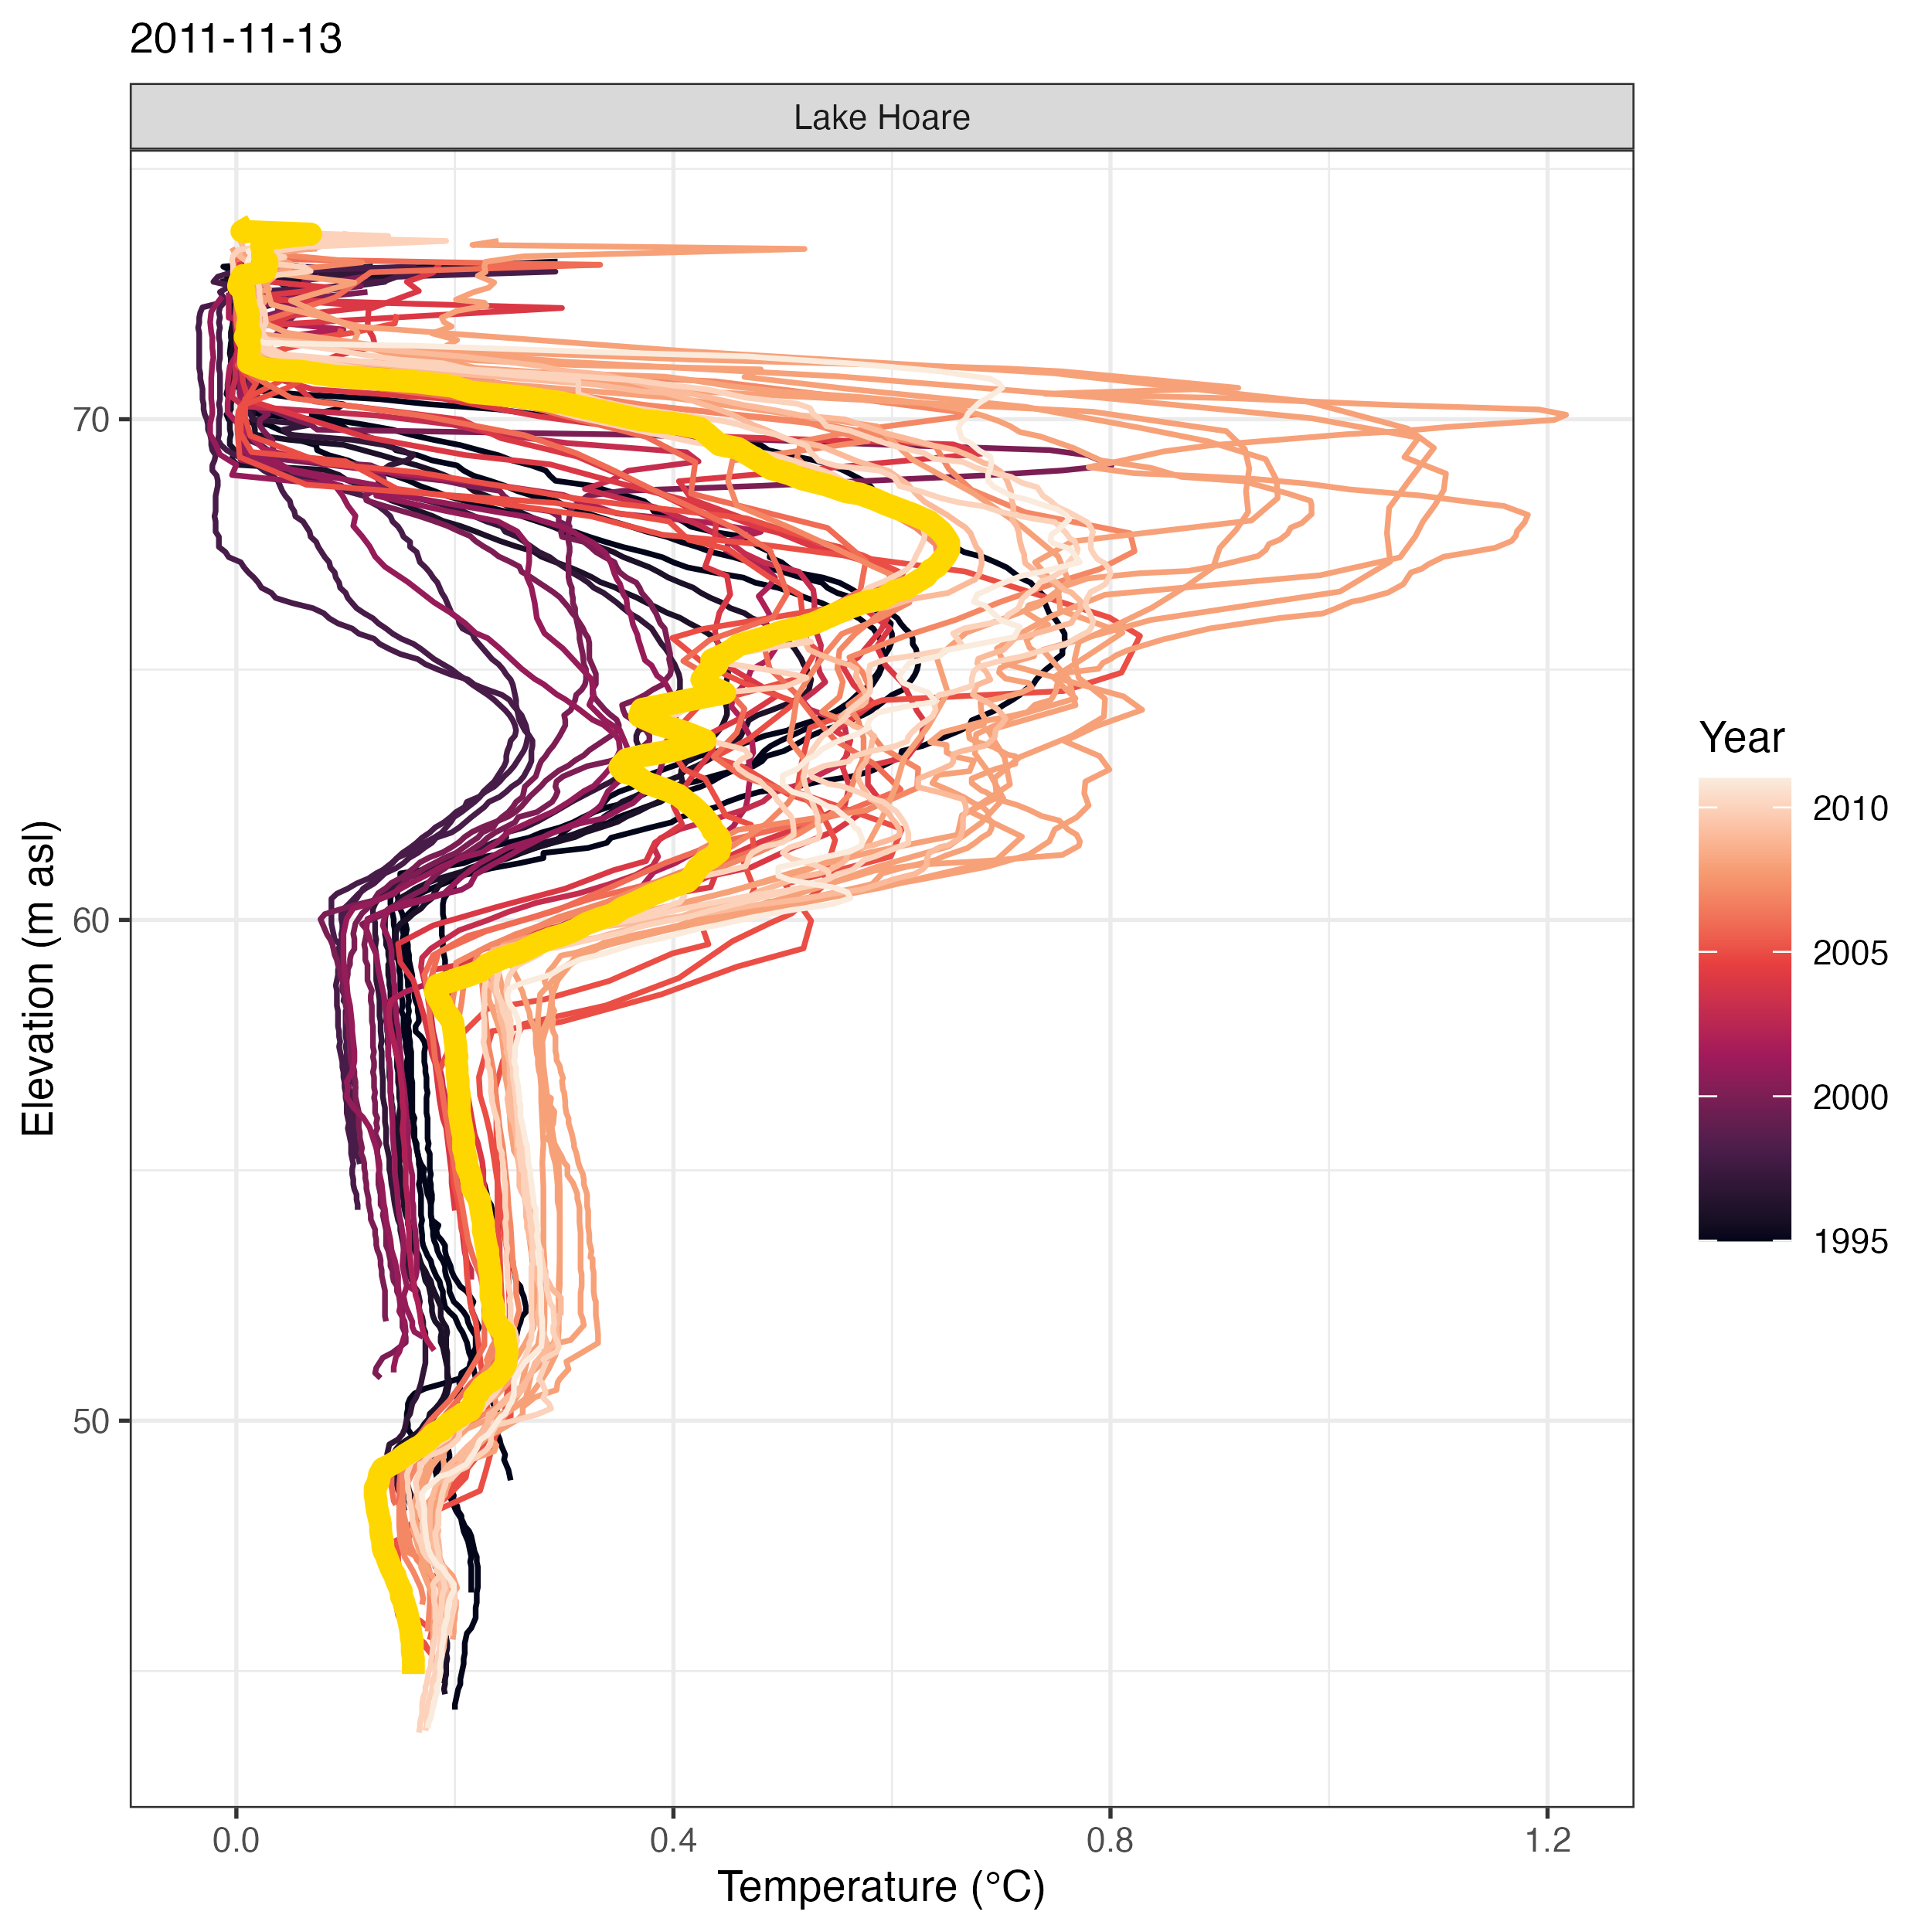 2011-11-13
Lake Hoare
70
60
50
Elevation (m asl)
0.0 0.4 0.8 1.2
Temperature (°C)
Year
2010
2005
2000
1995